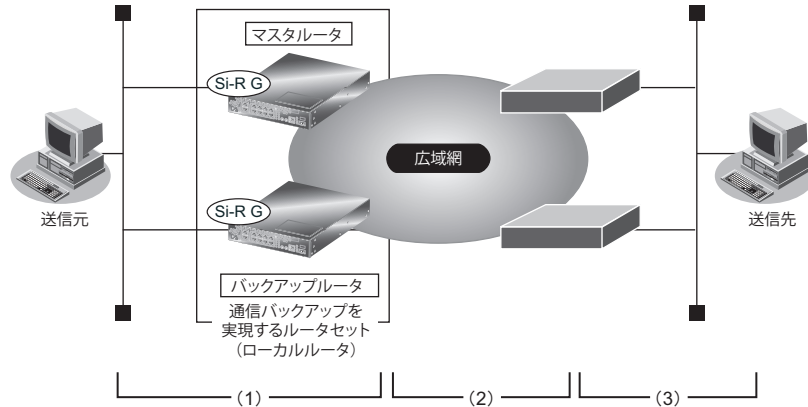 マスタルータ
Si-R G
広域網
送信元
送信先
Si-R G
バックアップルータ
通信バックアップを
実現するルータセット
（ローカルルータ）
（1）
（2）
（3）